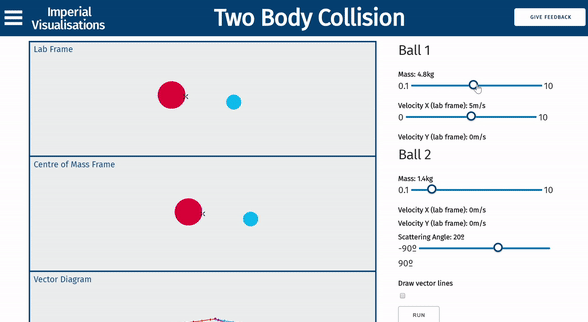 Imperial
Visualisations
Two Body Collision
GIVE FEEDBACK
Lab Frame
Centre of Mass Frame
Vector Diagram
Ball 1
Mass: 4.8kg
0.1 10
Velocity X (lab frame): 5m/s
0 10
Velocity Y (lab frame): 0m/s
Ball 2
Mass: 1.4kg
0.1 10
Velocity X (lab frame): 0m/s
Velocity Y (lab frame): 0m/s
Scattering Angle: 20º
-90º
90º
Draw vector lines
RUN